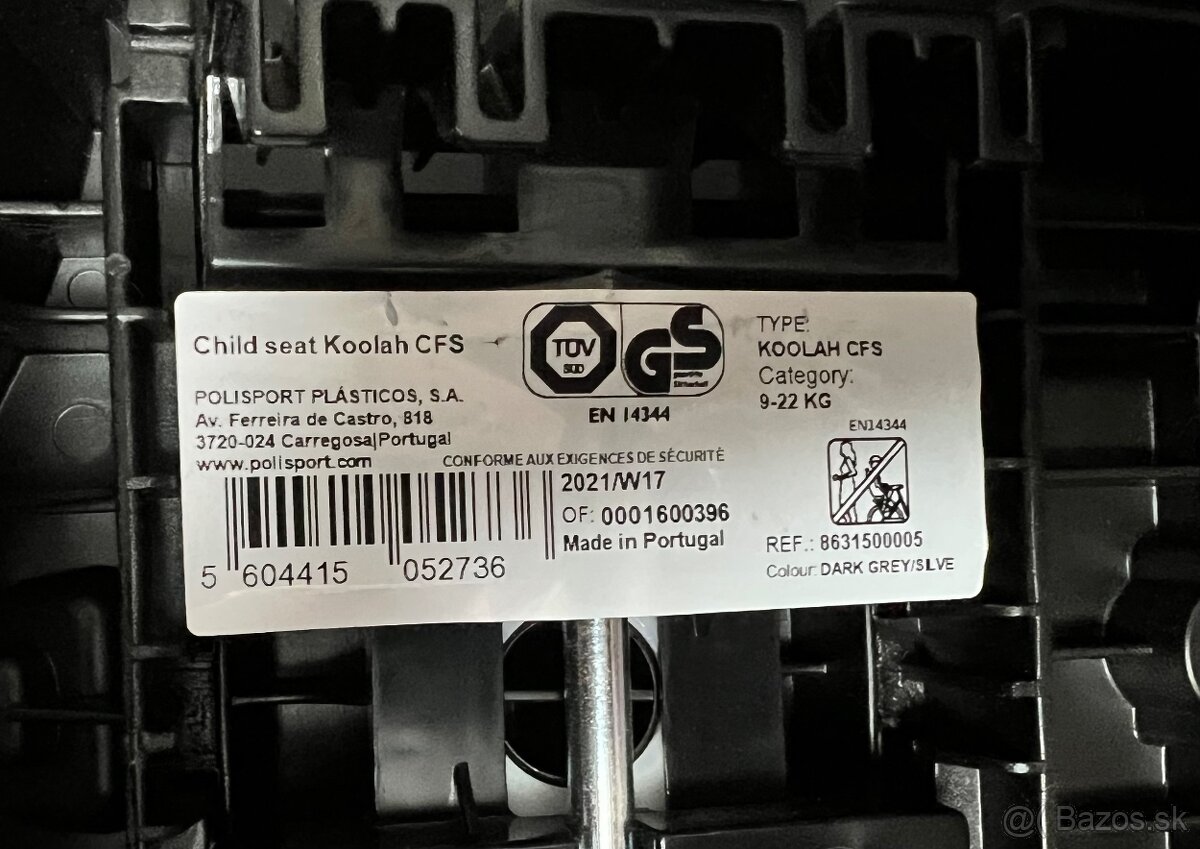 Child seat Koolah CFS
POLISPORT PLÁSTICOS, S.A.
Av. Ferreira de Castro, 818
3720-024 Carregosa|Portugal
www.polisport.com
CONFORME AUX EXIGENCES DE SÉCURITÉ
5 604415 052736
TÜV
SÜD
GS
geprüfte
Sicherheit
EN 14344
2021/W17
OF: 0001600396
Made in Portugal
TYPE:
KOOLAH CFS
Category:
9-22 KG
EN14344
REF.: 8631500005
Colour: DARK GREY/SLVE
@ Bazos.sk